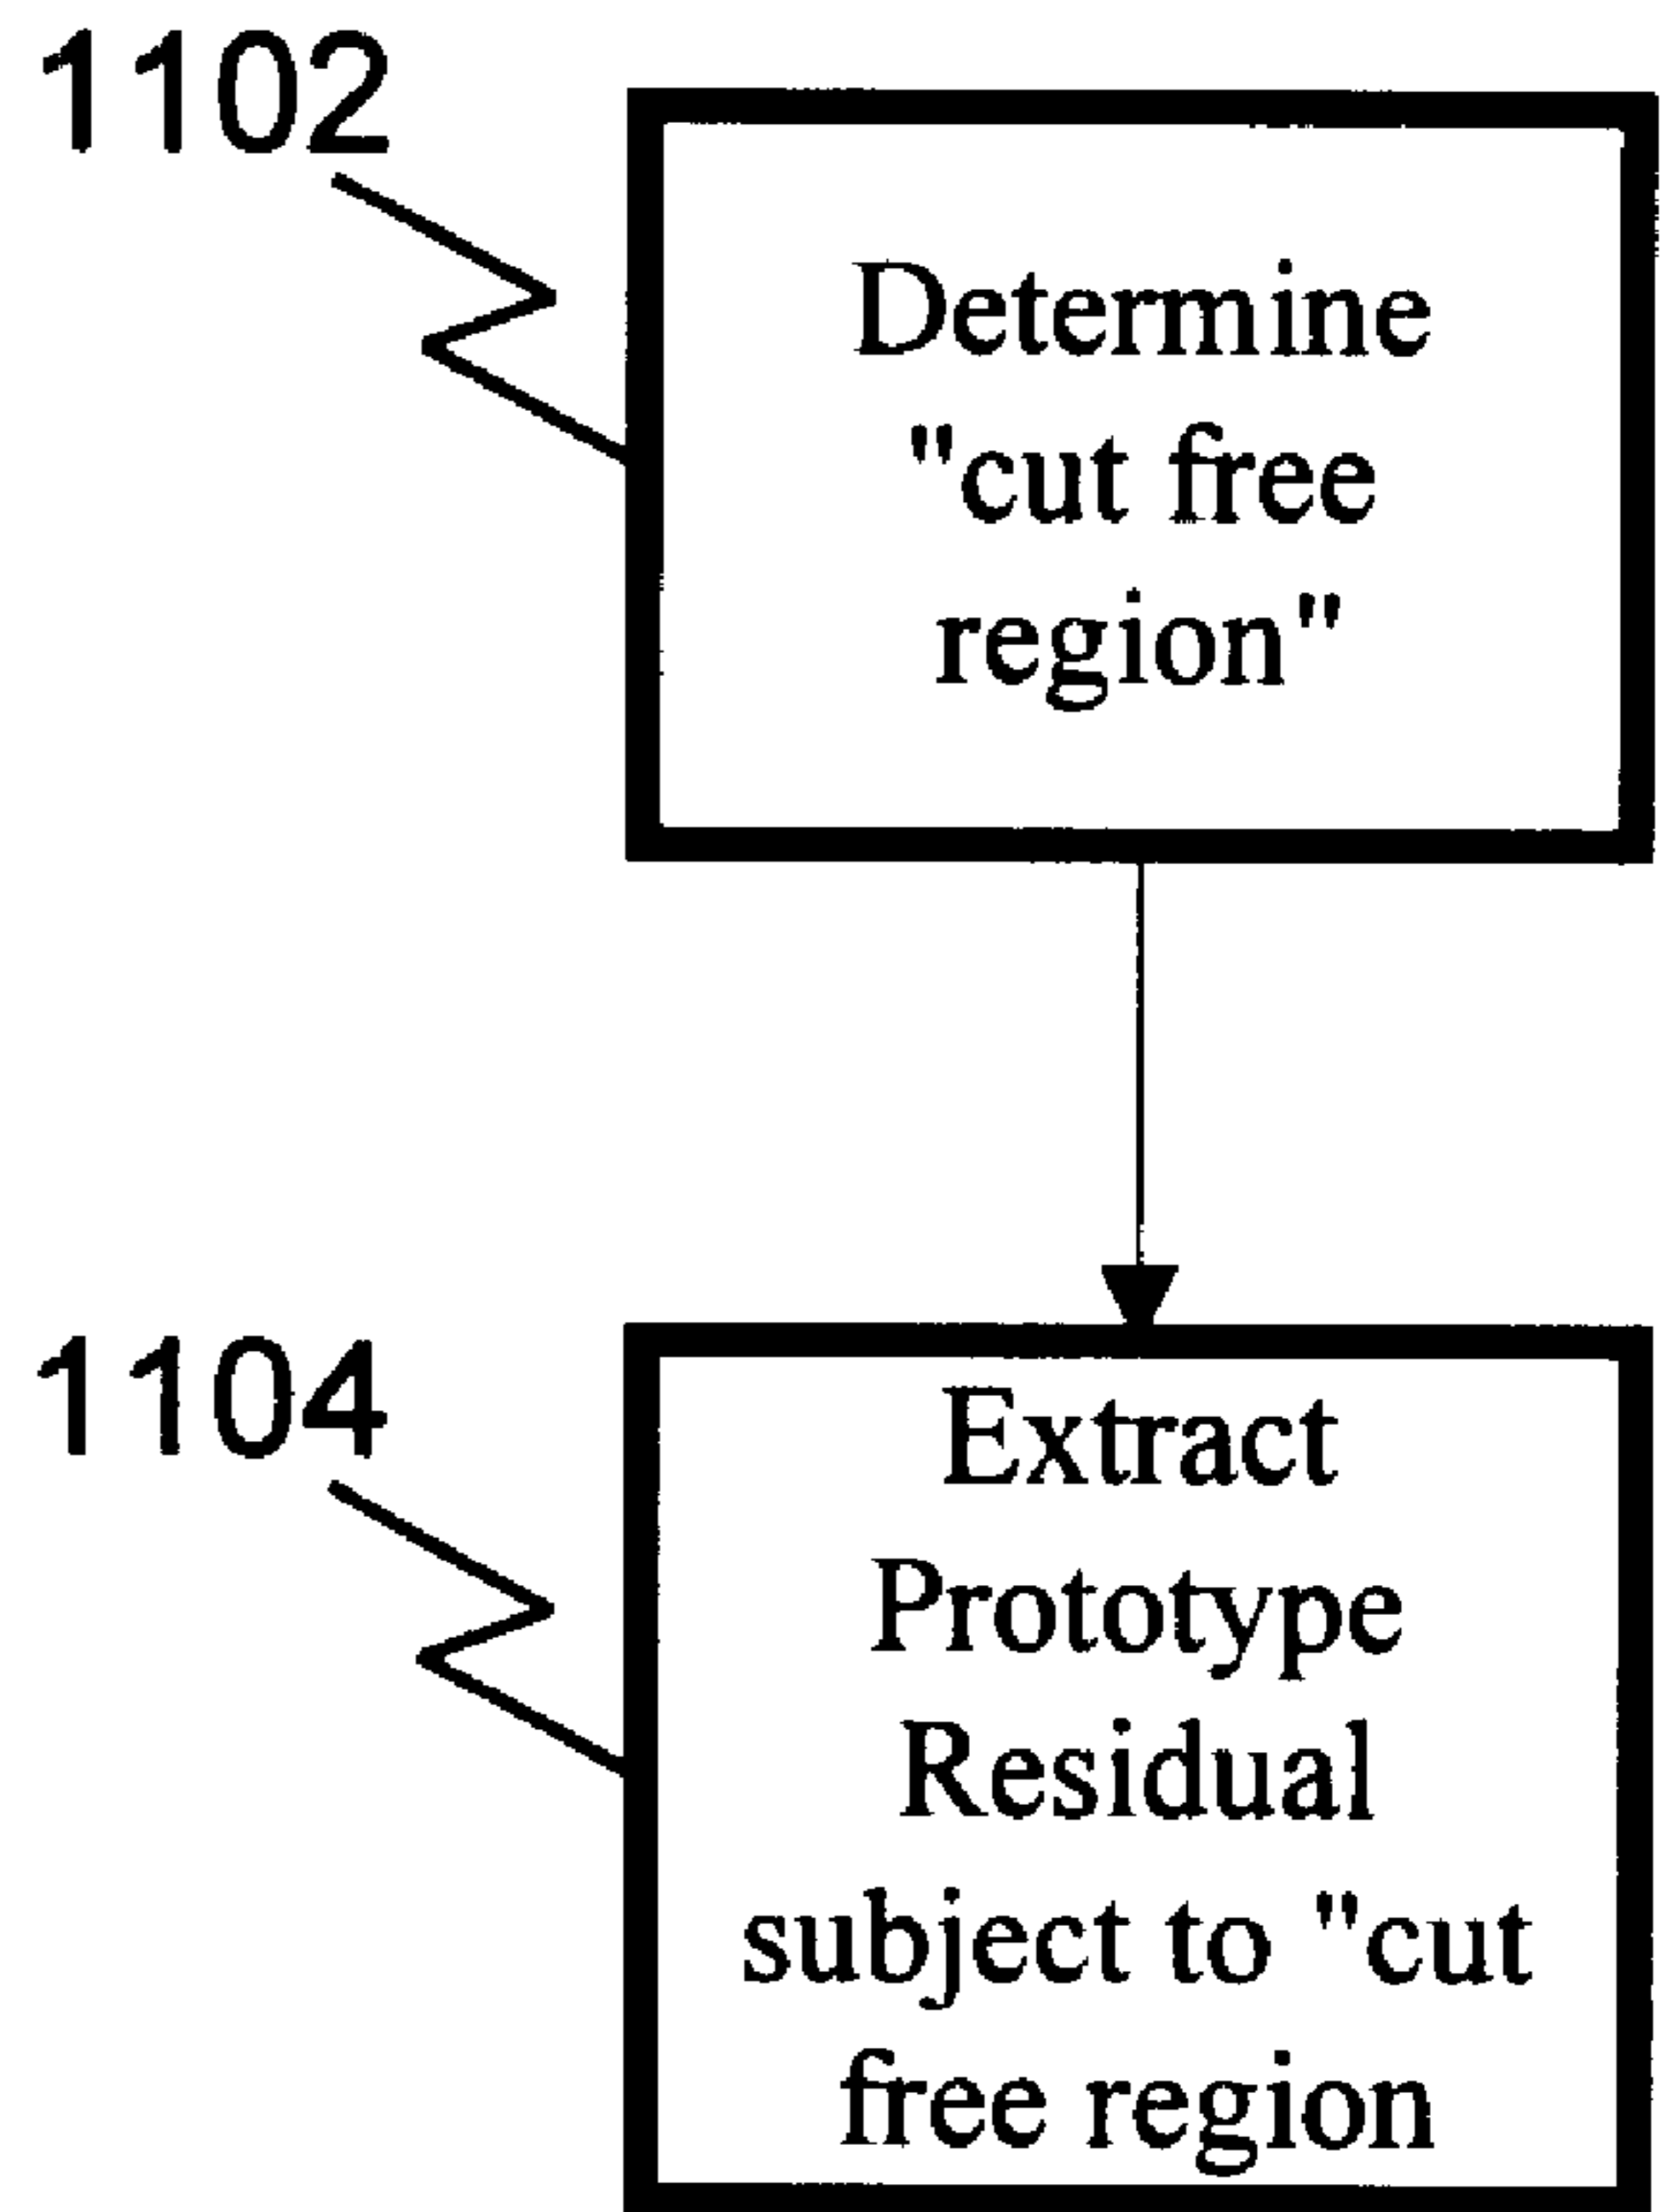 1102
Determine
"cut free
region"
1104
Extract
Prototype
Residual
subject to "cut
free region